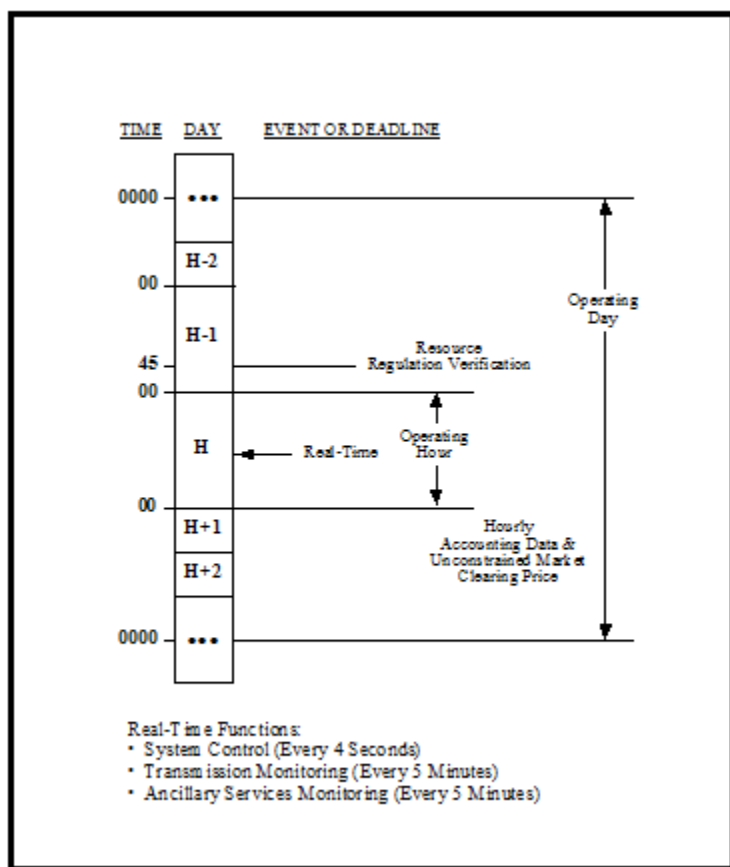 TIME DAY EVENT OR DEADLINE
0000
•••
H-2
00
Operating
Day
H-1
Resource
45
Regulation Verification
00
Operating
Hour
H
Real-Time
00
H+1
Hourly
Accounting Data &
Unconstrained Market
Clearing Price
H+2
0000
•••
Real-Time Functions:
• System Control (Every 4 Seconds)
• Transmission Monitoring (Every 5 Minutes)
• Ancillary Services Monitoring (Every 5 Minutes)